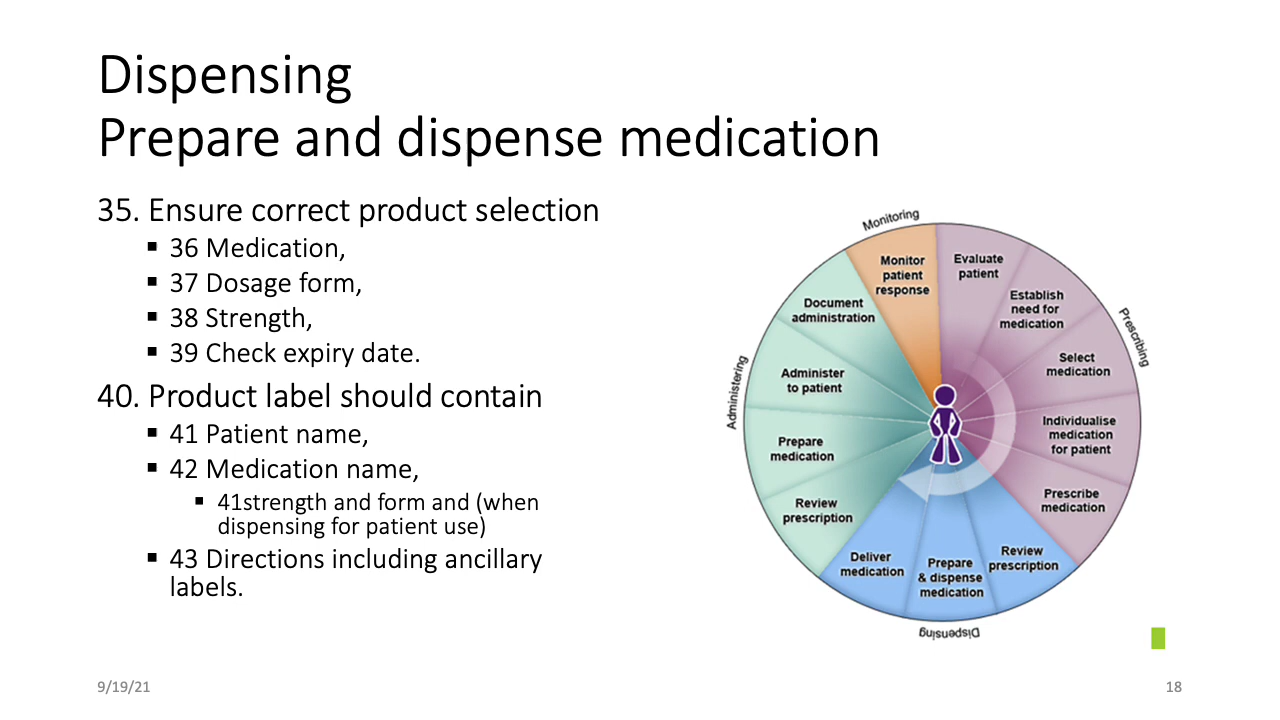 Dispensing
Prepare and dispense medication
35. Ensure correct product selection
▪ 36 Medication,
▪ 37 Dosage form,
▪ 38 Strength,
▪ 39 Check expiry date.
40. Product label should contain
▪ 41 Patient name,
▪ 42 Medication name,
▪ 41strength and form and (when
dispensing for patient use)
▪ 43 Directions including ancillary
labels.
Monitoring
Monitor
patient
response
Evaluate
patient
Establish
need for
medication
Prescribing
Select
medication
Individualise
medication
for patient
Prescribe
medication
Review
prescription
Prepare
& dispense
medication
Deliver
medication
Dispensing
Review
prescription
Prepare
medication
Administer
to patient
Administering
Document
administration
9/19/21
18